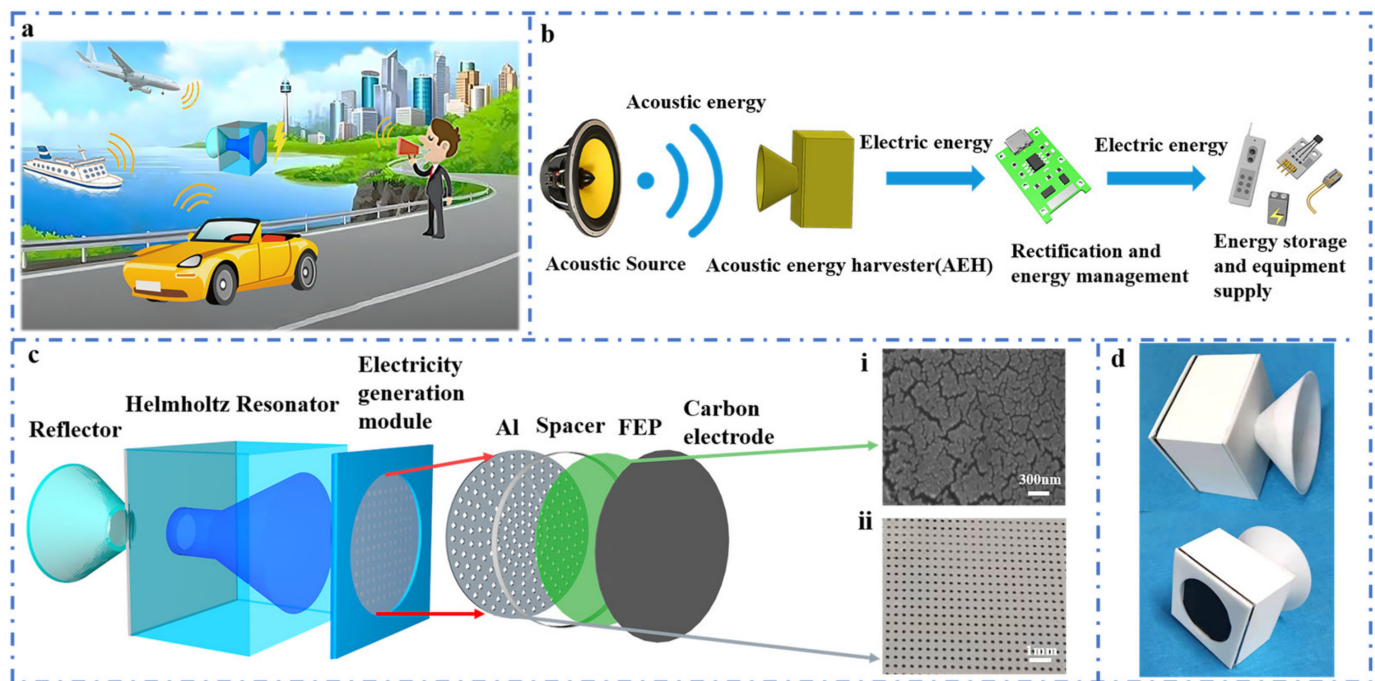 a
b
Acoustic energy
Electric energy
Electric energy
Acoustic Source
Acoustic energy harvester(AEH)
Rectification and
energy management
Energy storage
and equipment
supply
c
Reflector
Helmholtz Resonator
Electricity
generation
module
Al
Spacer
FEP
Carbon
electrode
i
300nm
ii
1mm
d